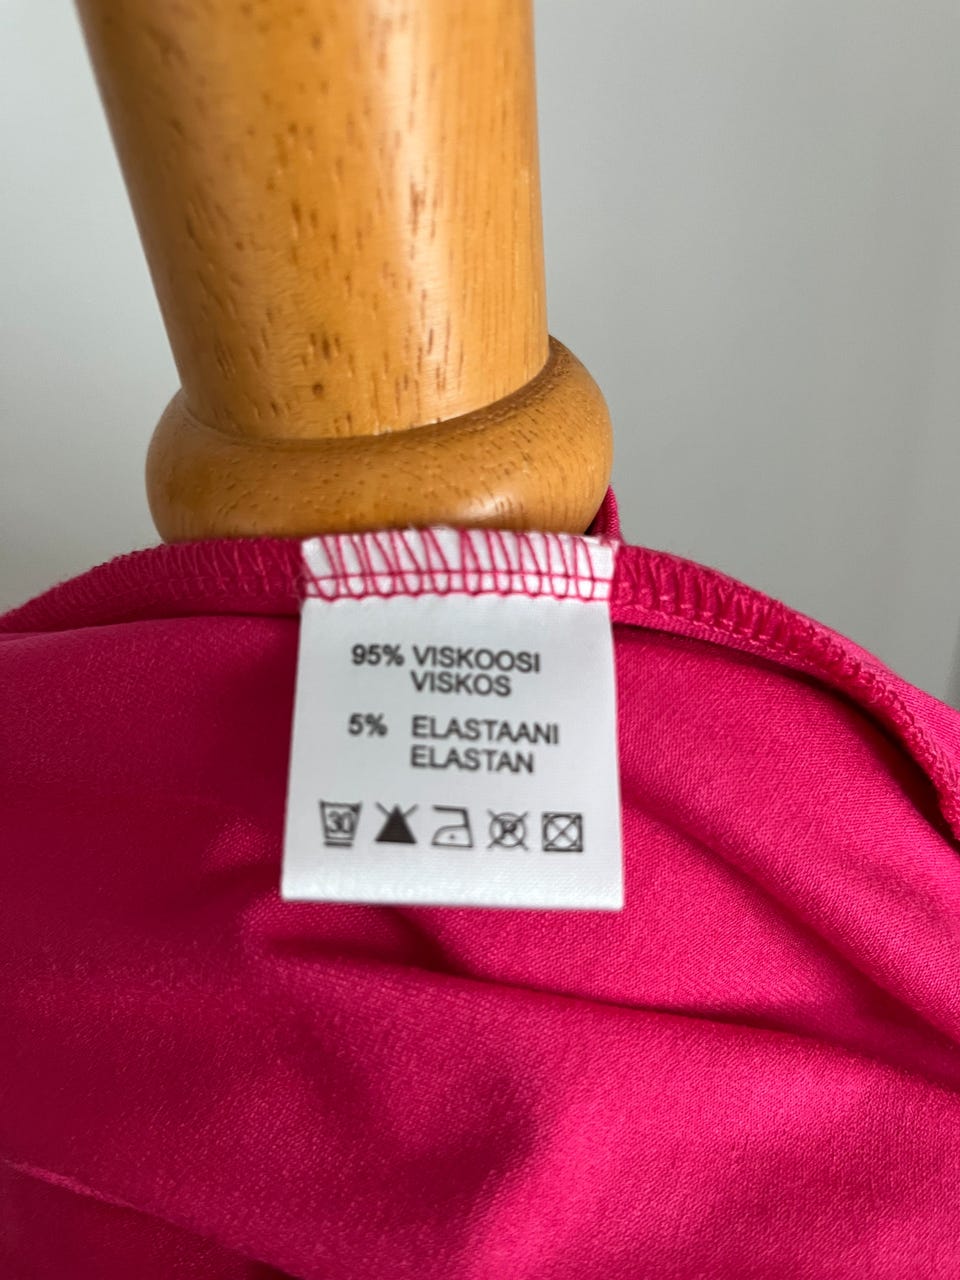 95% VISKOOSI
VISKOS
5% ELASTAANI
ELASTAN
30